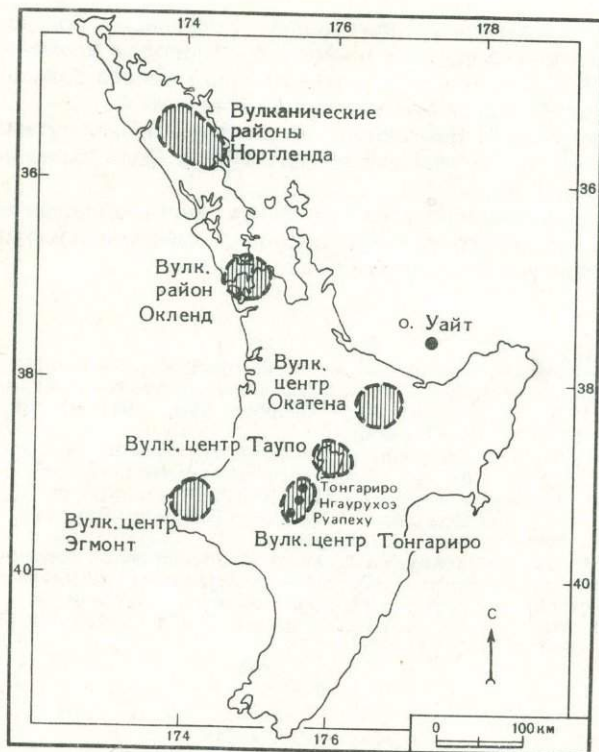 174
176
178
Вулканические
районы
Нортленда
36
36
Вулк.
район
Окленд
о. Уайт
38
38
Вулк.
центр
Окатена
Вулк. центр Таупо
Тонгариро
Нгаурухоэ
Руапеху
Вулк. центр Тонгариро
Вулк. центр
Эгмонт
40
40
С
174
176
0 100 км